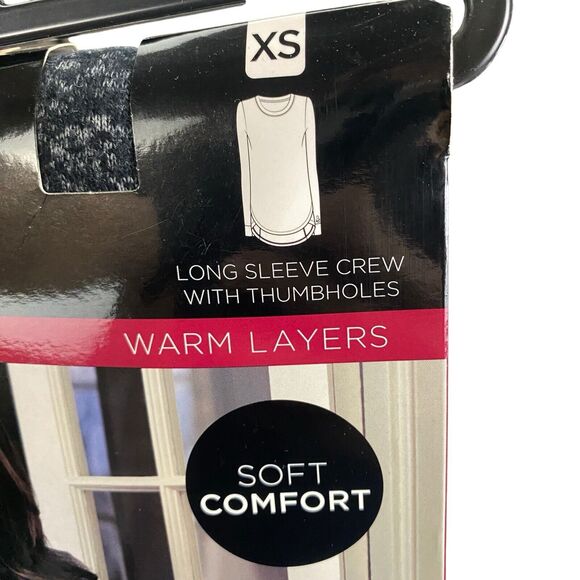 XS
LONG SLEEVE CREW
WITH THUMBHOLES
WARM LAYERS
SOFT
COMFORT